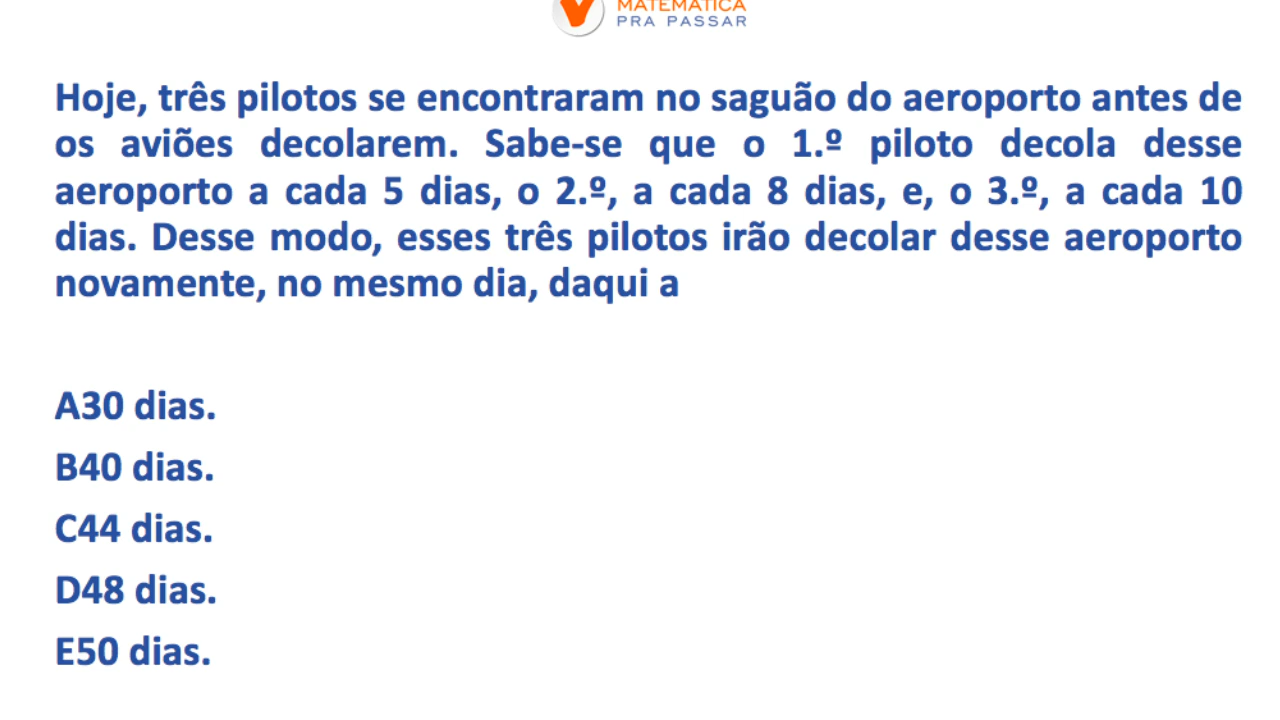 MATEMÁTICA
PRA PASSAR
Hoje, três pilotos se encontraram no saguão do aeroporto antes de
os aviões decolarem. Sabe-se que o 1.º piloto decola desse
aeroporto a cada 5 dias, o 2.º, a cada 8 dias, e, o 3.º, a cada 10
dias. Desse modo, esses três pilotos irão decolar desse aeroporto
novamente, no mesmo dia, daqui a
A30 dias.
B40 dias.
C44 dias.
D48 dias.
E50 dias.